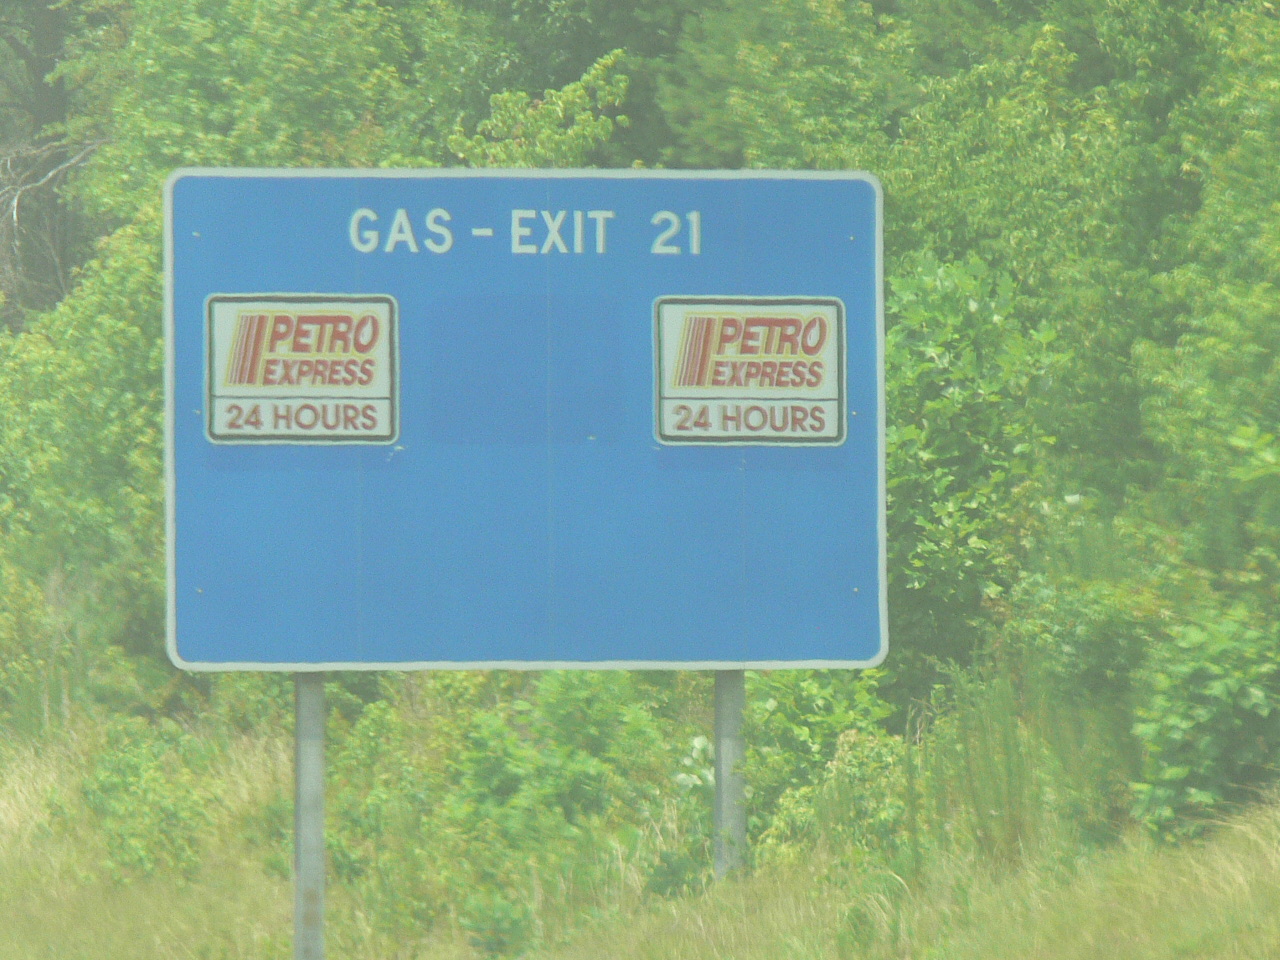 GAS - EXIT 21
PETRO
EXPRESS
24 HOURS
PETRO
EXPRESS
24 HOURS